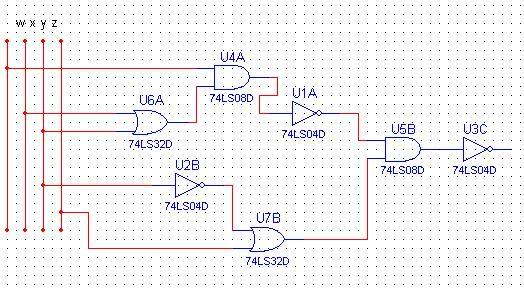 w x y z
U4A
74LS08D
U6A
74LS32D
U1A
74LS04D
U5B
74LS08D
U3C
74LS04D
U2B
74LS04D
U7B
74LS32D